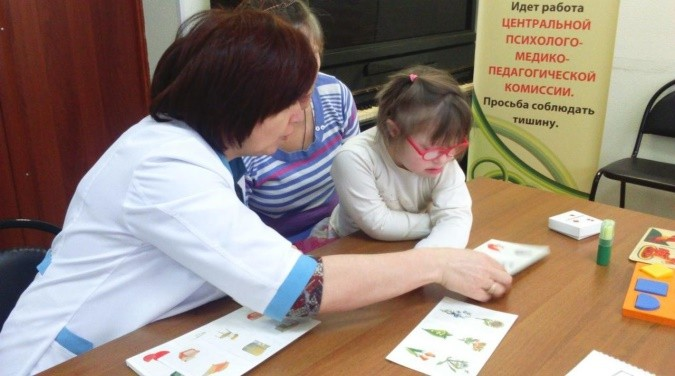 Идет работа
ЦЕНТРАЛЬНОЙ
ПСИХОЛОГО-
МЕДИКО-
ПЕДАГОГИЧЕСКОЙ
КОМИССИИ.
Просьба соблюдать
тишину.